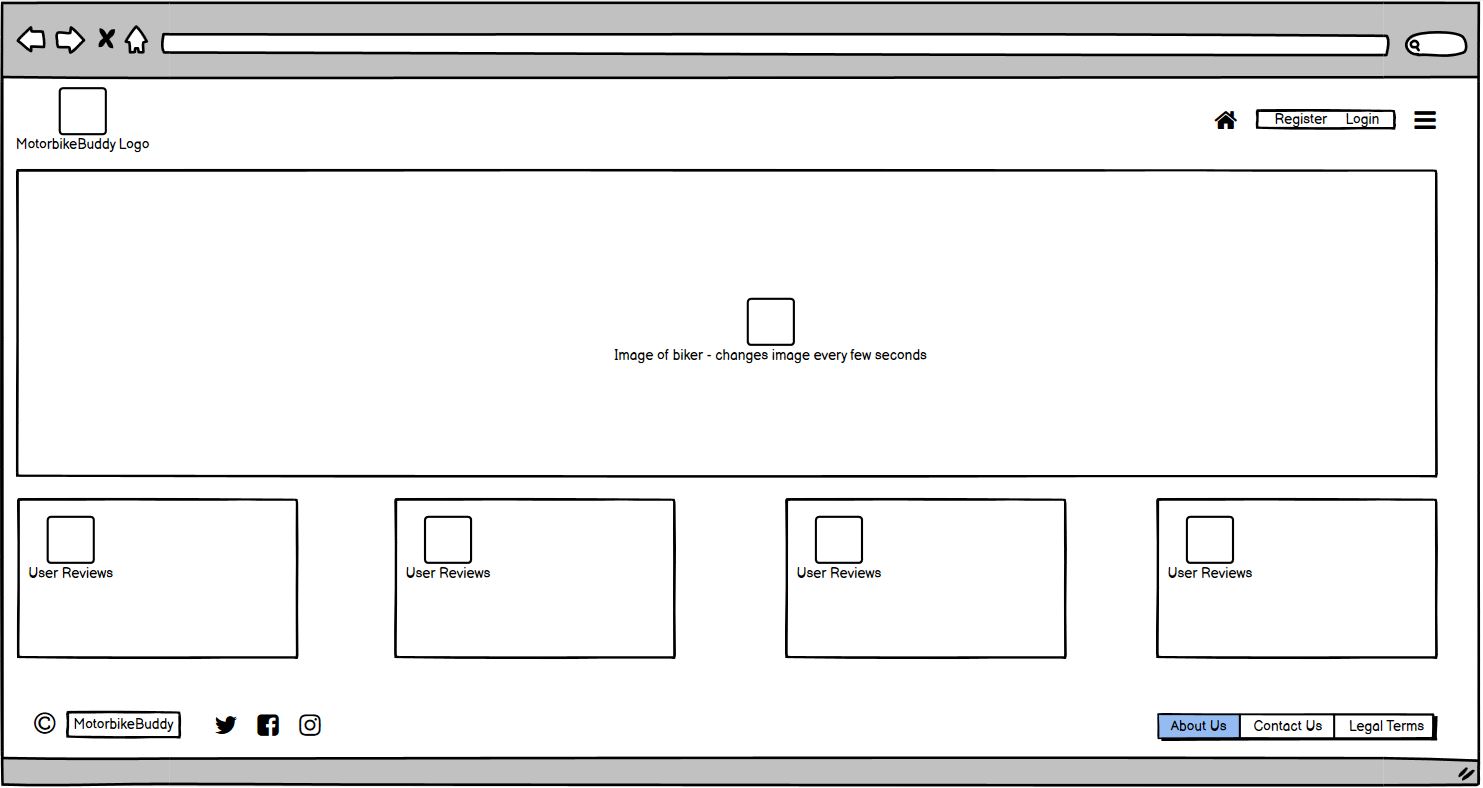 MotorbikeBuddy Logo
Register Login
Image of biker - changes image every few seconds
User Reviews
User Reviews
User Reviews
User Reviews
© MotorbikeBuddy
About Us Contact Us Legal Terms